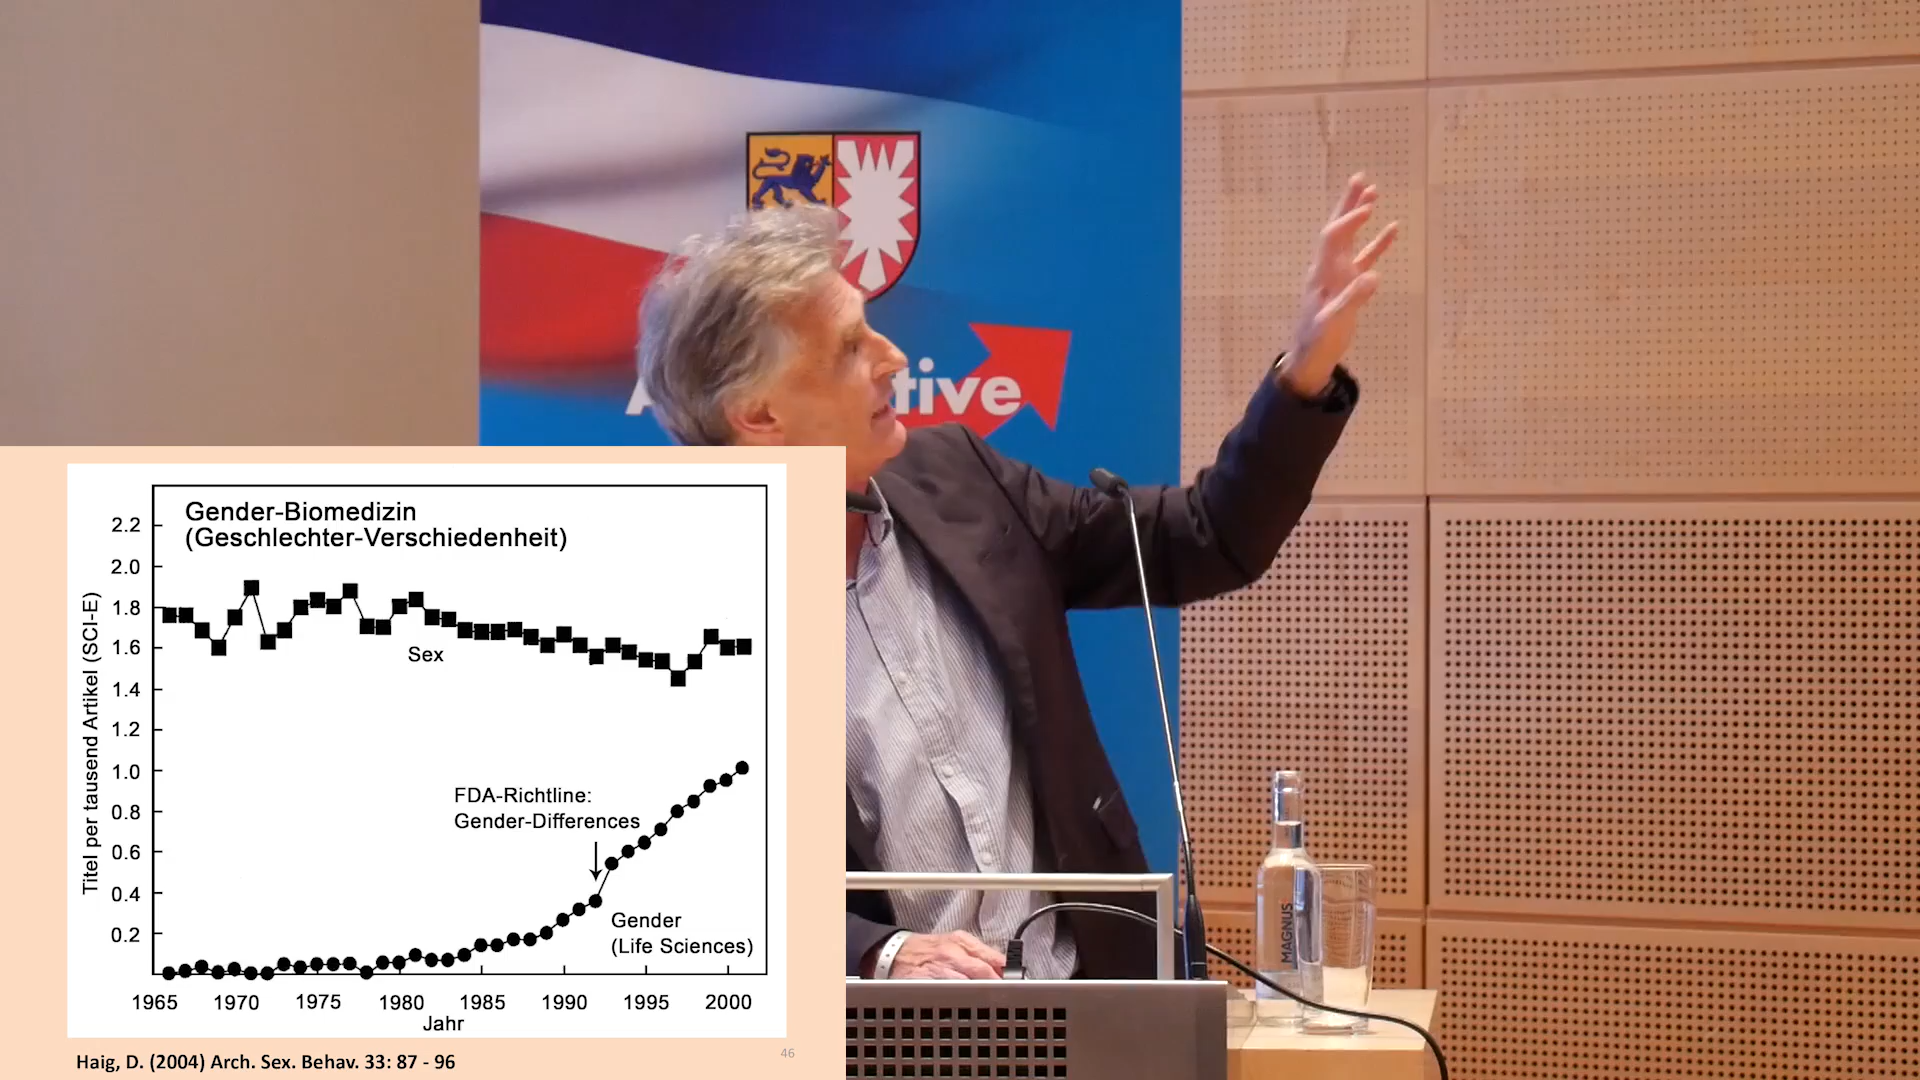 tive
MAGNUS
Gender-Biomedizin
(Geschlechter-Verschiedenheit)
Titel per tausend Artikel (SCI-E)
2.2
2.0
1.8
1.6
1.4
1.2
1.0
0.8
0.6
0.4
0.2
Sex
FDA-Richtline:
Gender-Differences
Gender
(Life Sciences)
1965 1970 1975 1980 1985 1990 1995 2000
Jahr
Haig, D. (2004) Arch. Sex. Behav. 33: 87 - 96
46